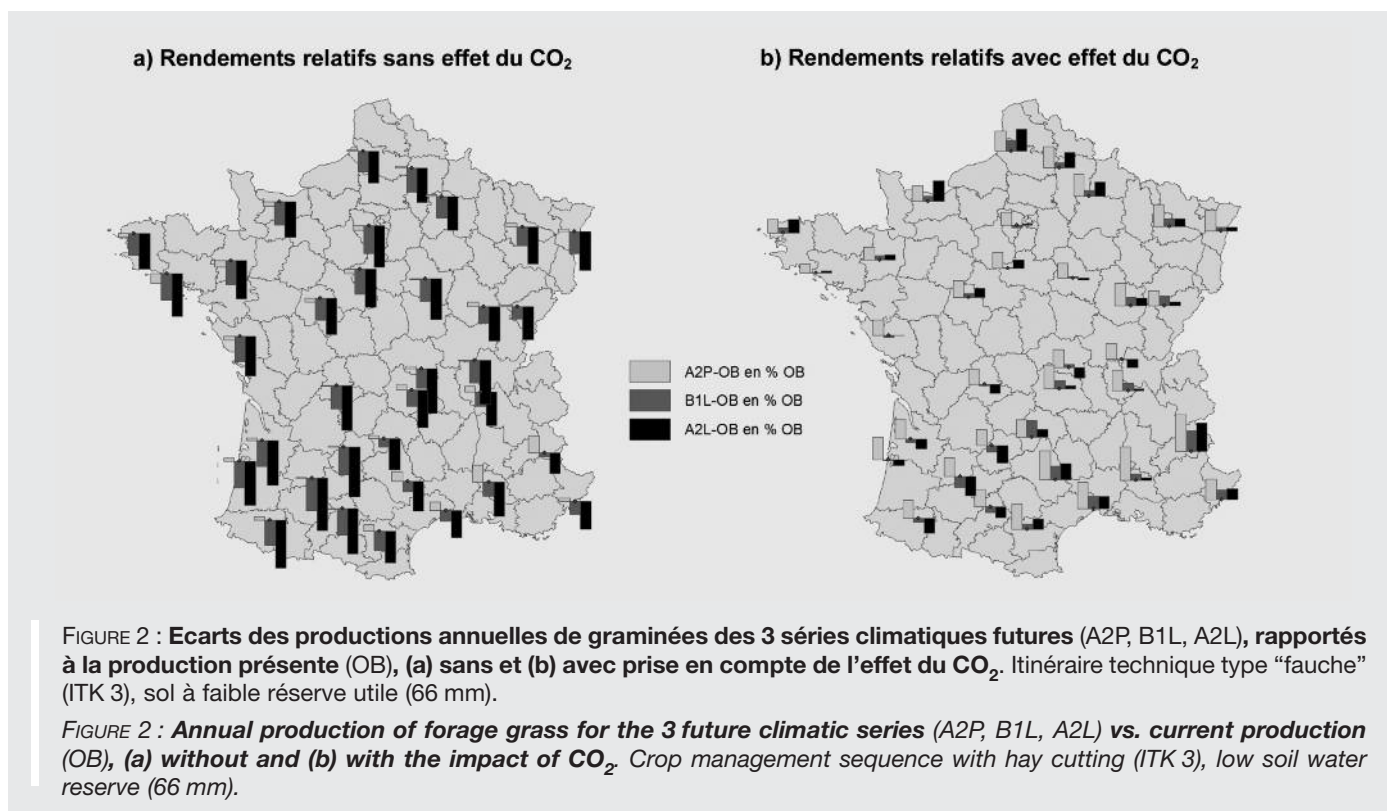 a) Rendements relatifs sans effet du CO₂
b) Rendements relatifs avec effet du CO₂
A2P-OB en % OB
B1L-OB en % OB
A2L-OB en % OB
FIGURE 2 : Ecarts des productions annuelles de graminées des 3 séries climatiques futures (A2P, B1L, A2L), rapportés
à la production présente (OB), (a) sans et (b) avec prise en compte de l'effet du CO₂. Itinéraire technique type “fauche”
(ITK 3), sol à faible réserve utile (66 mm).
FIGURE 2 : Annual production of forage grass for the 3 future climatic series (A2P, B1L, A2L) vs. current production
(OB), (a) without and (b) with the impact of CO₂. Crop management sequence with hay cutting (ITK 3), low soil water
reserve (66 mm).